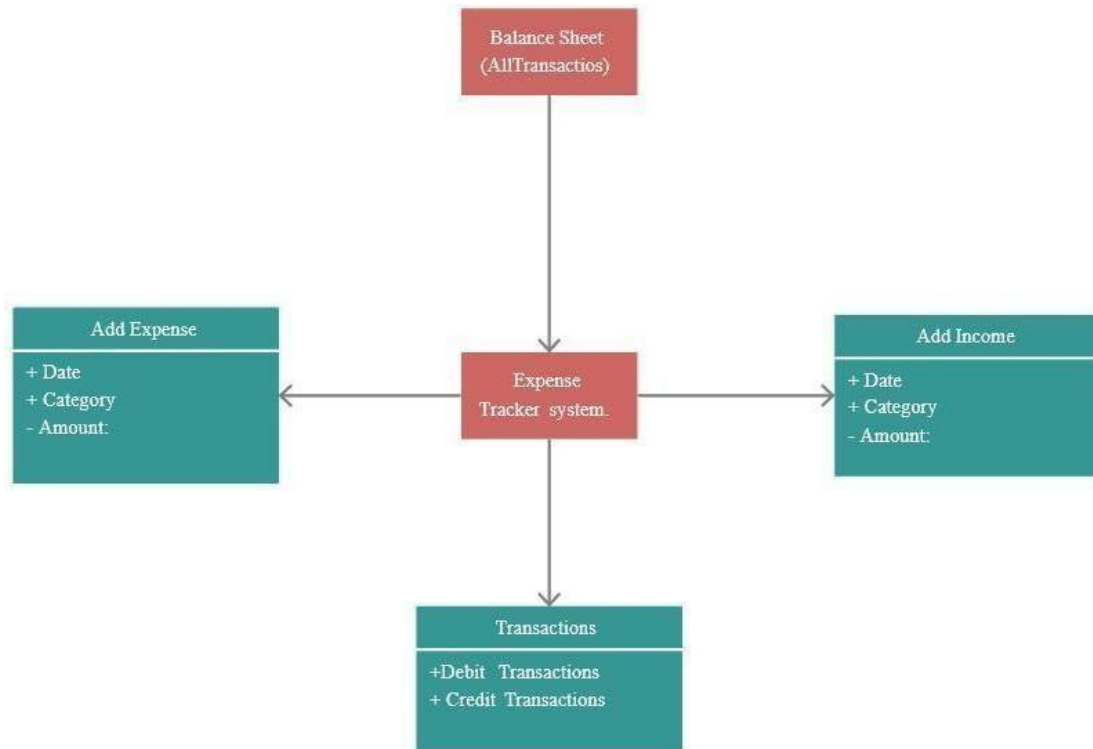 Balance Sheet
(AllTransactios)
Add Expense
+ Date
+ Category
- Amount:
Expense
Tracker system.
Add Income
+ Date
+ Category
- Amount:
Transactions
+Debit Transactions
+ Credit Transactions